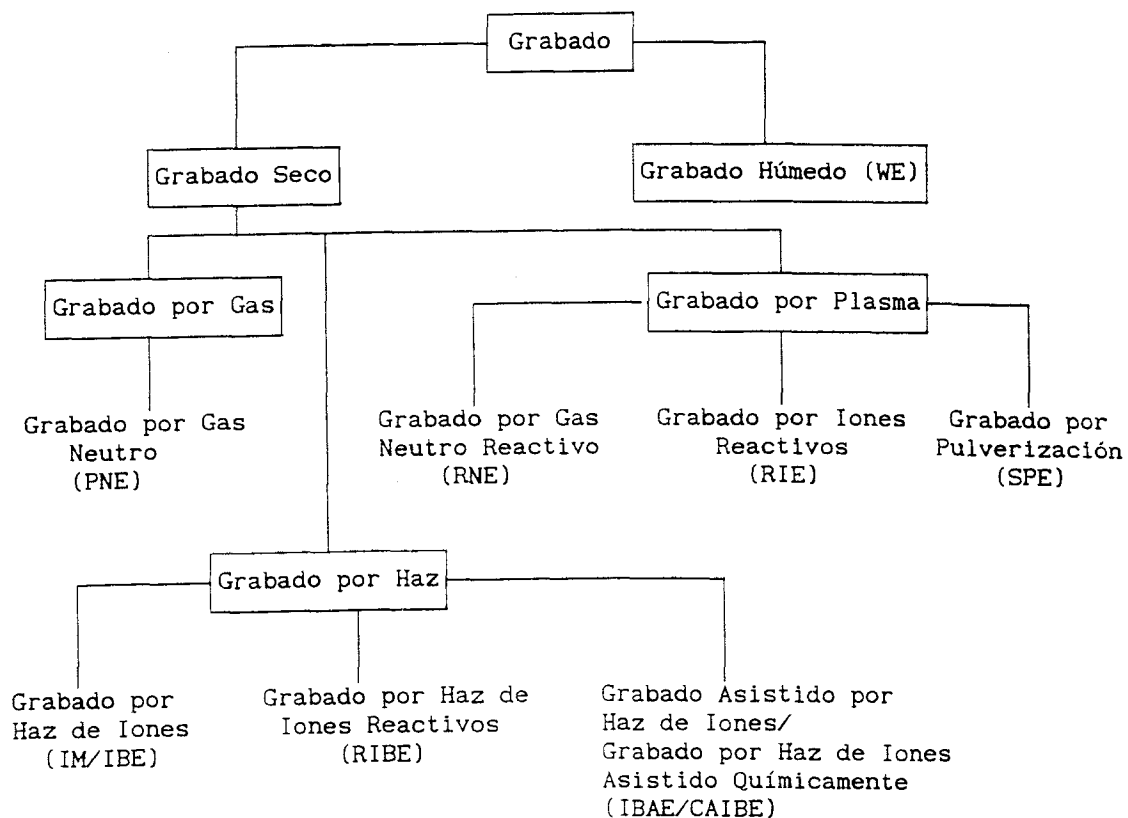 Grabado
Grabado Seco
Grabado Húmedo (WE)
Grabado por Gas
Grabado por Plasma
Grabado por Gas
Neutro
(PNE)
Grabado por Gas
Neutro Reactivo
(RNE)
Grabado por Iones
Reactivos
(RIE)
Grabado por
Pulverización
(SPE)
Grabado por Haz
Grabado por
Haz de Iones
(IM/IBE)
Grabado por Haz de
Iones Reactivos
(RIBE)
Grabado Asistido por
Haz de Iones/
Grabado por Haz de Iones
Asistido Químicamente
(IBAE/CAIBE)